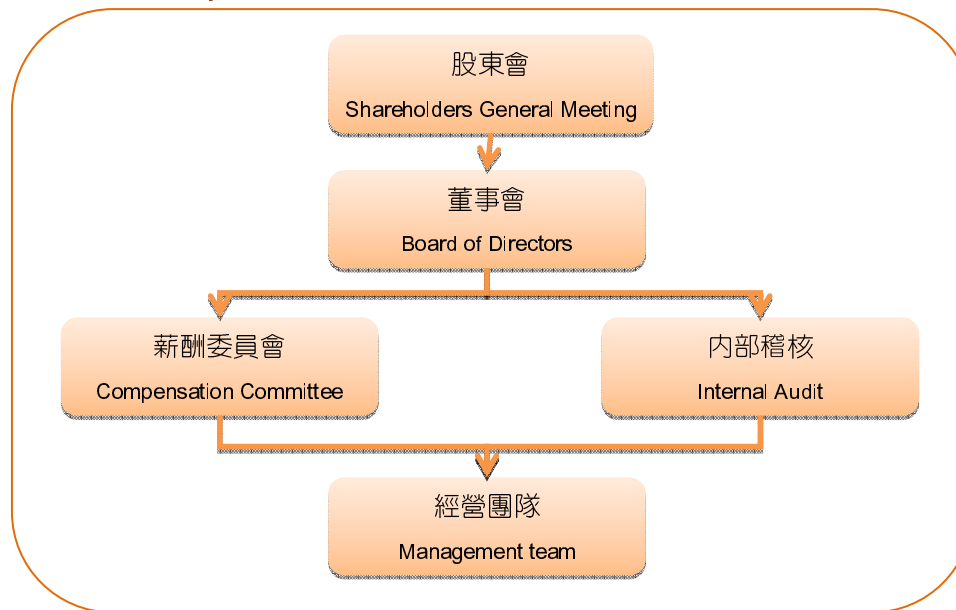 股東會
Shareholders General Meeting
董事會
Board of Directors
薪酬委員會
Compensation Committee
內部稽核
Internal Audit
經營團隊
Management team